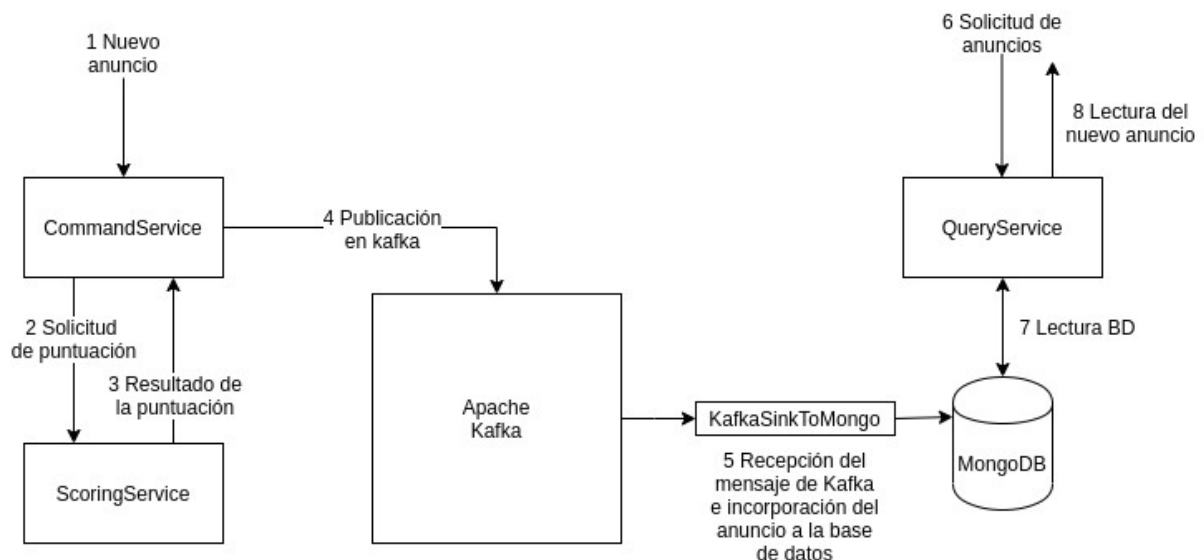 1 Nuevo
anuncio
CommandService
2 Solicitud
de puntuación
3 Resultado de
la puntuación
ScoringService
4 Publicación
en kafka
Apache
Kafka
KafkaSinkToMongo
5 Recepción del
mensaje de Kafka
e incorporación del
anuncio a la base
de datos
MongoDB
6 Solicitud de
anuncios
QueryService
7 Lectura BD
8 Lectura del
nuevo anuncio